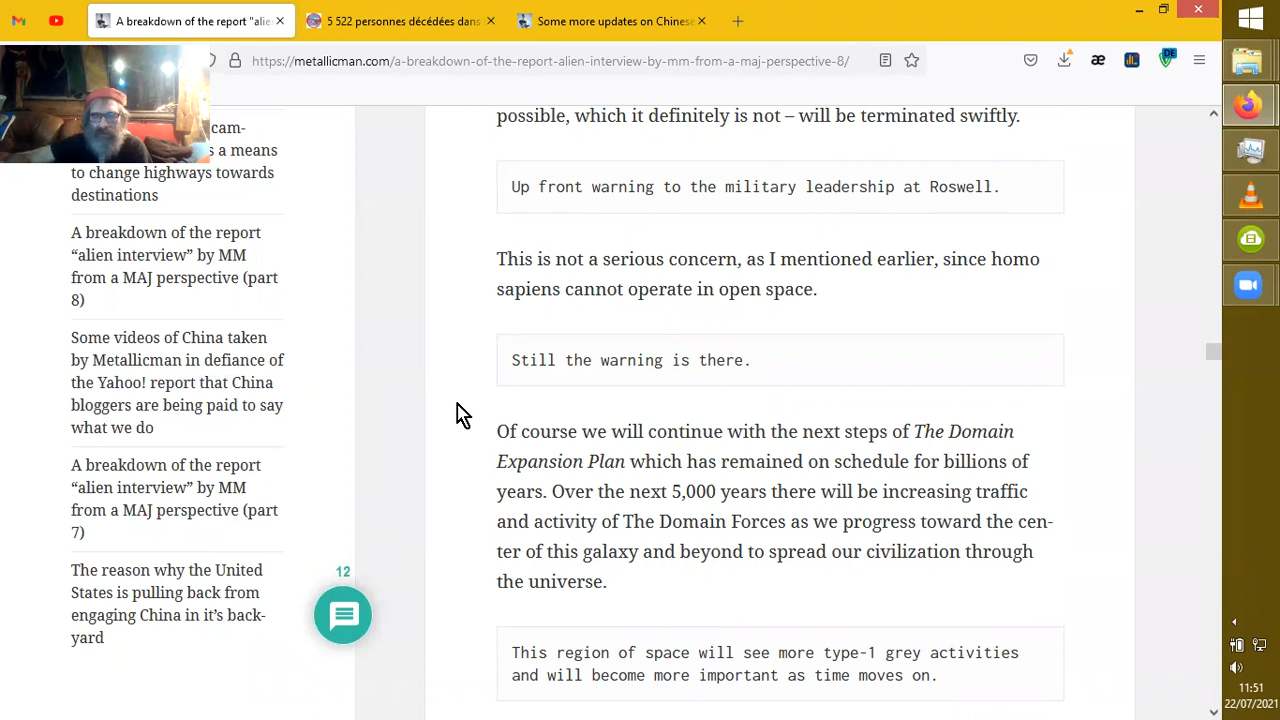 A breakdown of the report "alie
5 522 personnes décédées dans
Some more updates on Chinese
https://metallicman.com/a-breakdown-of-the-report-alien-interview-by-mm-from-a-maj-perspective-8/
æ
DE
cam-
s a means
to change highways towards
destinations
A breakdown of the report
“alien interview” by MM
from a MAJ perspective (part
8)
Some videos of China taken
by Metallicman in defiance of
the Yahoo! report that China
bloggers are being paid to say
what we do
A breakdown of the report
“alien interview” by MM
from a MAJ perspective (part
7)
The reason why the United
States is pulling back from
engaging China in it’s back-
yard
12
possible, which it definitely is not – will be terminated swiftly.
Up front warning to the military leadership at Roswell.
This is not a serious concern, as I mentioned earlier, since homo
sapiens cannot operate in open space.
Still the warning is there.
Of course we will continue with the next steps of The Domain
Expansion Plan which has remained on schedule for billions of
years. Over the next 5,000 years there will be increasing traffic
and activity of The Domain Forces as we progress toward the cen-
ter of this galaxy and beyond to spread our civilization through
the universe.
This region of space will see more type-1 grey activities
and will become more important as time moves on.
11:51
22/07/2021